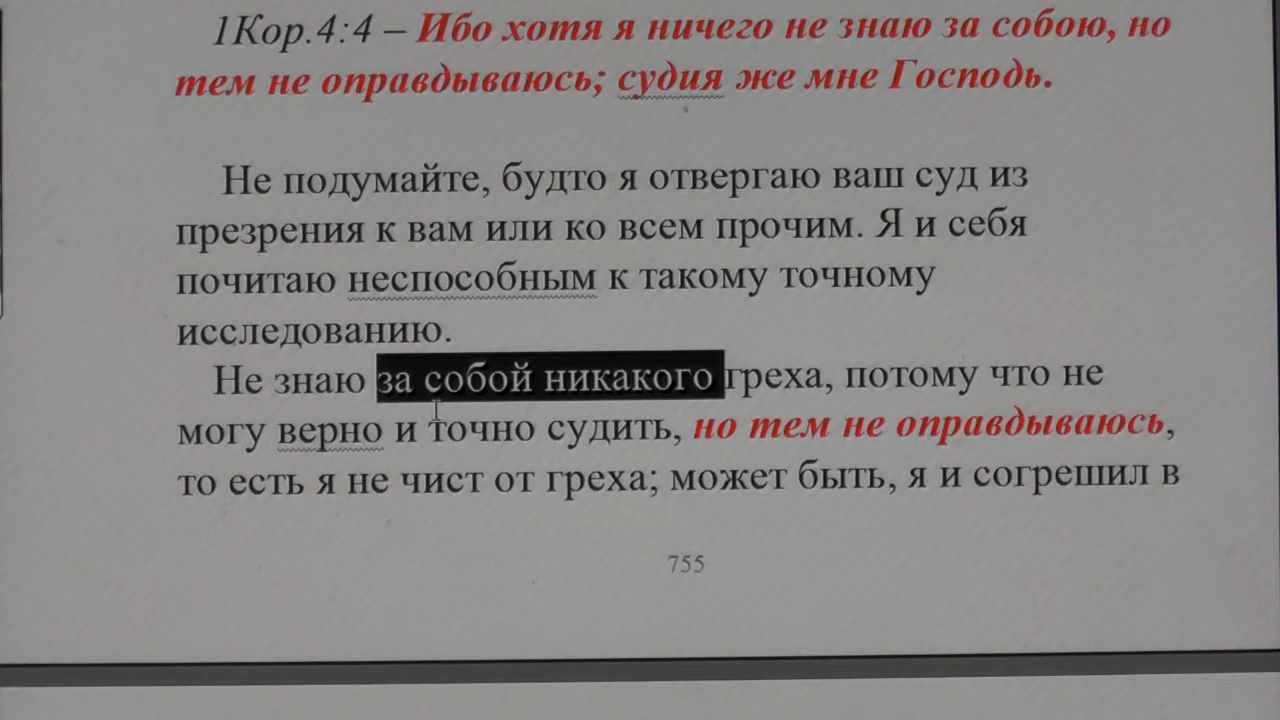 1Кор.4:4 – Ибо хотя я ничего не знаю за собою, но
тем не оправдываюсь; судия же мне Господь.
Не подумайте, будто я отвергаю ваш суд из
презрения к вам или ко всем прочим. Я и себя
почитаю неспособным к такому точному
исследованию.
Не знаю за собой никакого греха, потому что не
могу верно и точно судить, но тем не оправдываюсь,
то есть я не чист от греха; может быть, я и согрешил в
755